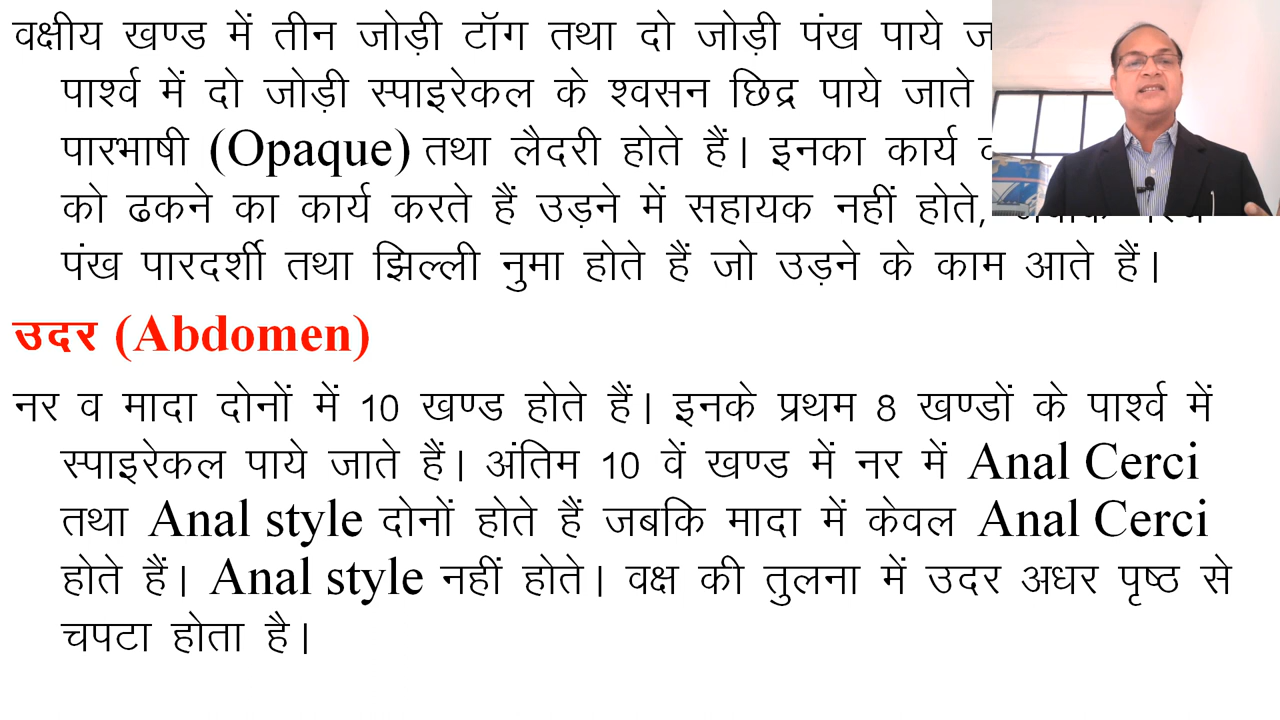 वक्षीय खण्ड में तीन जोड़ी टॉग तथा दो जोड़ी पंख पाये
पार्श्व में दो जोड़ी स्पाइरेकल के श्वसन छिद्र पाये जाते
पारभाषी (Opaque) तथा लैदरी होते हैं। इनका कार्य
को ढकने का कार्य करते हैं उड़ने में सहायक नहीं होते,
पंख पारदर्शी तथा झिल्ली नुमा होते हैं जो उड़ने के काम आते हैं।
उदर (Abdomen)
नर व मादा दोनों में 10 खण्ड होते हैं। इनके प्रथम 8 खण्डों के पार्श्व में
स्पाइरेकल पाये जाते हैं। अंतिम 10 वें खण्ड में नर में Anal Cerci
तथा Anal style दोनों होते हैं जबकि मादा में केवल Anal Cerci
होते हैं। Anal style नहीं होते। वक्ष की तुलना में उदर अधर पृष्ठ से
चपटा होता है।